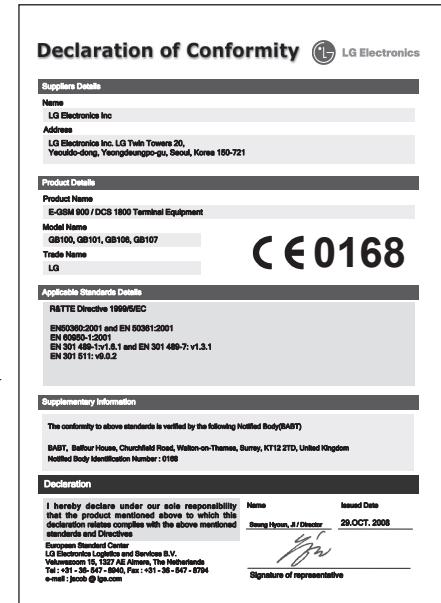 Declaration of Conformity LG LG Electronics
Suppliers Details
Name
LG Electronics Inc
Address
LG Electronics Inc. LG Twin Towers 20,
Yeouido-dong, Yeongdeungpo-gu, Seoul, Korea 150-721
Product Details
Product Name
E-GSM 900 / DCS 1800 Terminal Equipment
Model Name
GB100, GB101, GB106, GB107
Trade Name
LG
CE0168
Applicable Standards Details
R&TTE Directive 1999/5/EC
EN50360:2001 and EN 50361:2001
EN 60950-1:2001
EN 301 489-1:v1.6.1 and EN 301 489-7: v1.3.1
EN 301 511: v9.0.2
Supplementary Information
The conformity to above standards is verified by the following Notified Body(BABT)
BABT, Balfour House, Churchfield Road, Walton-on-Thames, Surrey, KT12 2TD, United Kingdom
Notified Body Identification Number : 0168
Declaration
I hereby declare under our sole responsibility
that the product mentioned above to which this
declaration relates complies with the above mentioned
standards and Directives
European Standard Center
LG Electronics Logistics and Services B.V.
Veluwezoom 15, 1327 AE Almere, The Netherlands
Tel : +31 - 36- 547 - 8940, Fax : +31 - 36 - 547 - 8794
e-mail : jacob @ lge.com
Name Issued Date
Seung Hyoun, Ji / Director 29.OCT. 2008
Signature of representative